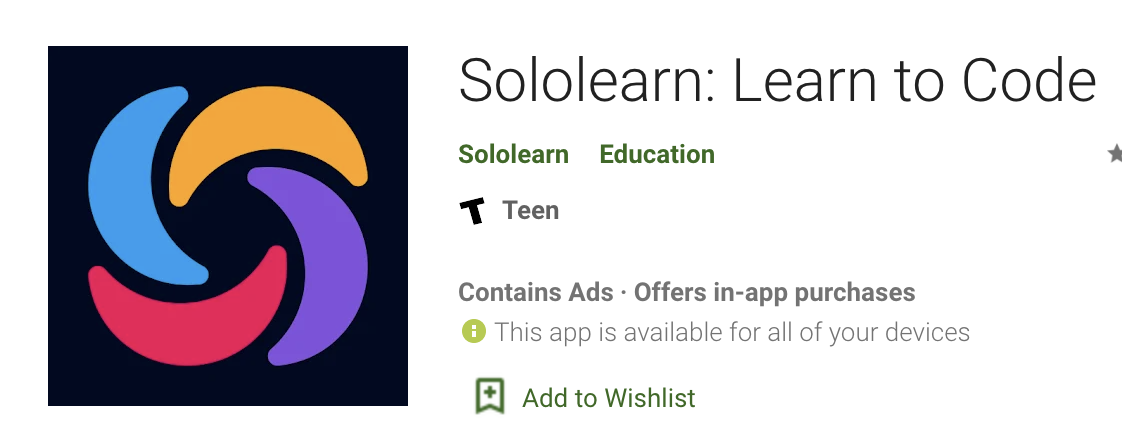 Sololearn: Learn to Code
Sololearn Education
T Teen
Contains Ads · Offers in-app purchases
This app is available for all of your devices
Add to Wishlist